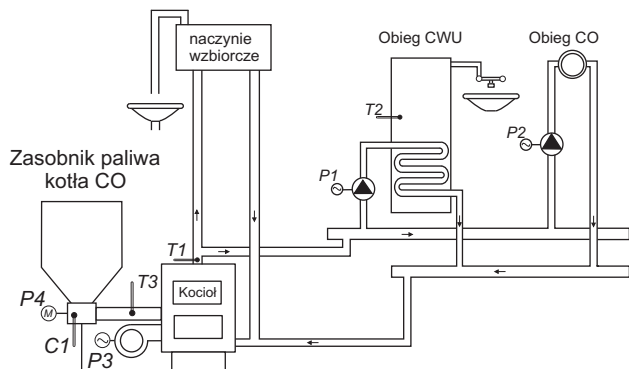 naczynie
wzbiorcze
Obieg CWU
Obieg CO
T2
P2
Zasobnik paliwa
kotła CO
P1
T1
T3
Kocioł
P4
M
C1
P3